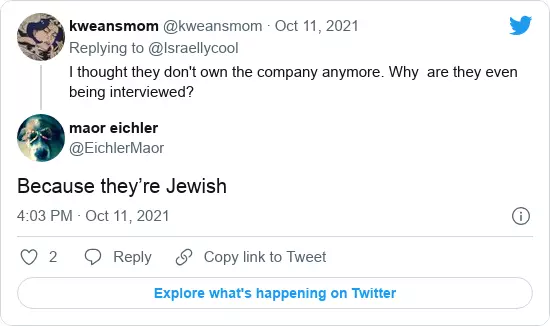 kweansmom @kweansmom · Oct 11, 2021
Replying to @Israellycool
I thought they don't own the company anymore. Why  are they even
being interviewed?
maor eichler
@EichlerMaor
Because they’re Jewish
4:03 PM · Oct 11, 2021
2 Reply Copy link to Tweet
Explore what's happening on Twitter